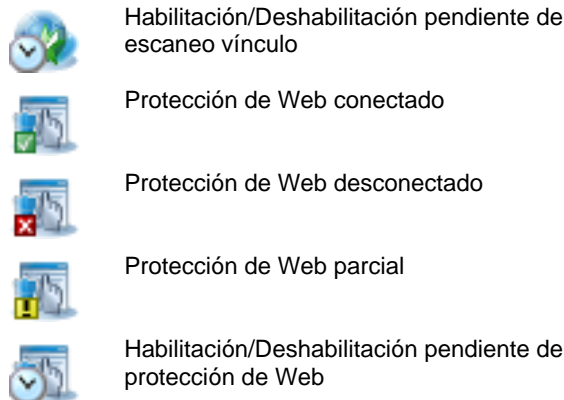 Habilitación/Deshabilitación pendiente de
escaneo vínculo
Protección de Web conectado
Protección de Web desconectado
Protección de Web parcial
Habilitación/Deshabilitación pendiente de
protección de Web